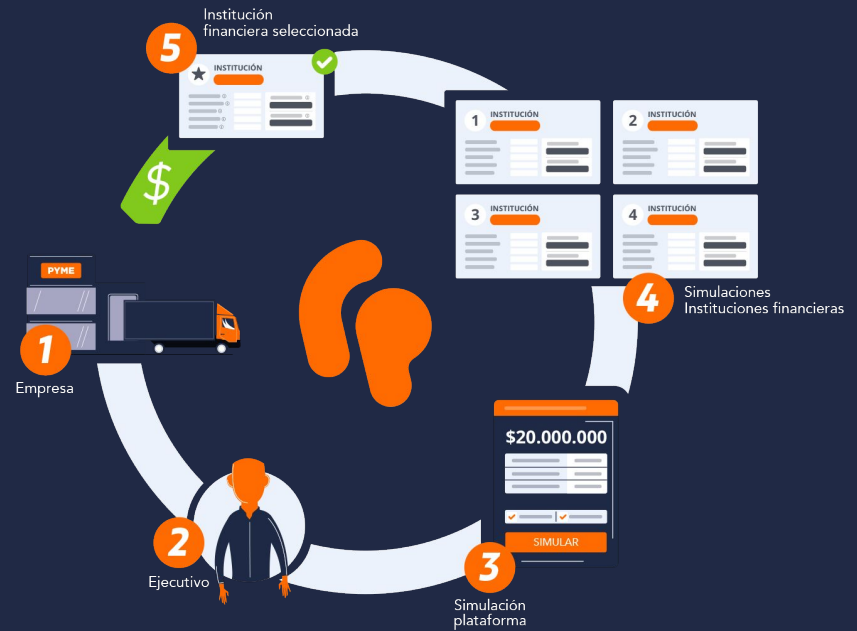 5
Institución
financiera seleccionada
INSTITUCIÓN
1
INSTITUCIÓN
2
INSTITUCIÓN
3
INSTITUCIÓN
4
INSTITUCIÓN
$
PYME
1
Empresa
4
Simulaciones
Instituciones financieras
$20.000.000
SIMULAR
2
Ejecutivo
3
Simulación
plataforma